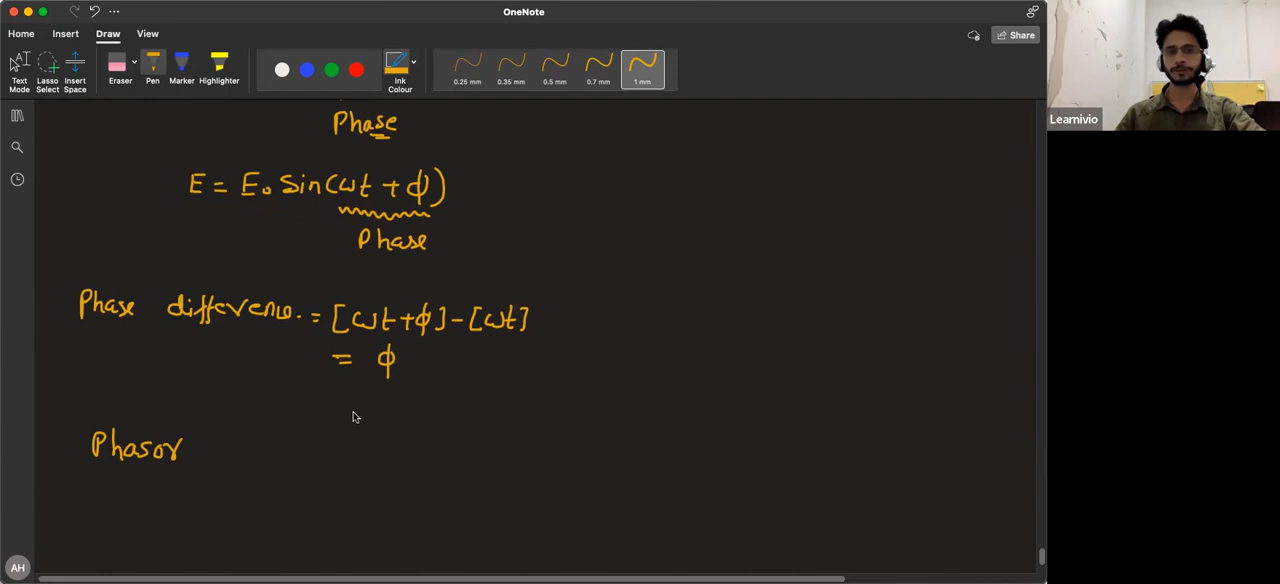 OneNote
Home Insert Draw View
Share
Text Mode
Lasso Select
Insert Space
Eraser
Pen
Marker
Highlighter
Ink Colour
0.25 mm
0.35 mm
0.5 mm
0.7 mm
1 mm
Learnivio
Phase
E = E₀ Sin(ωt + ϕ)
Phase
Phase difference. = [ωt+ϕ]-[ωt]
= ϕ
Phasor
AH